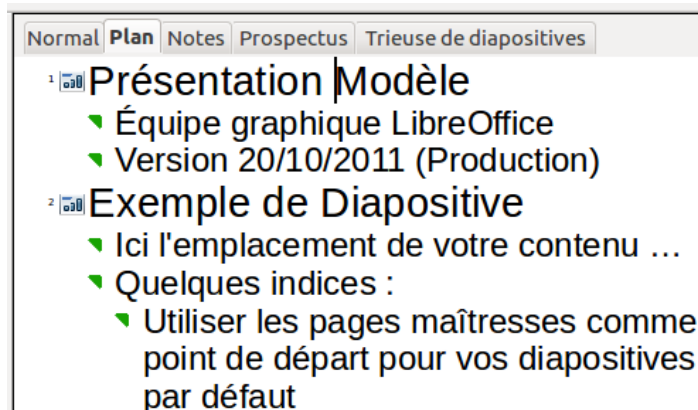 Normal Plan Notes Prospectus Trieuse de diapositives
1 Présentation Modèle
Équipe graphique LibreOffice
Version 20/10/2011 (Production)
2 Exemple de Diapositive
Ici l'emplacement de votre contenu …
Quelques indices :
Utiliser les pages maîtresses comme
point de départ pour vos diapositives
par défaut